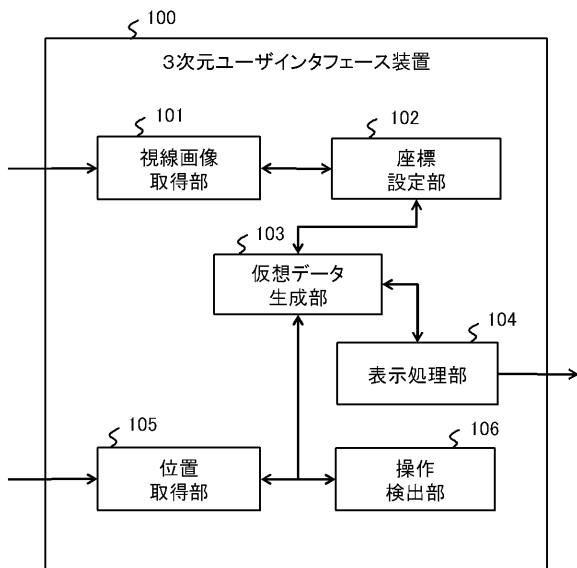 100
3次元ユーザインタフェース装置
101
視線画像
取得部
102
座標
設定部
103
仮想データ
生成部
104
表示処理部
105
位置
取得部
106
操作
検出部